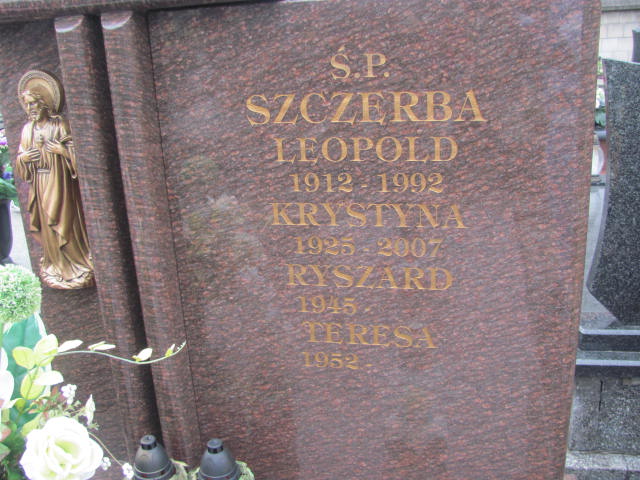 Ś.P.
SZCZERBA
LEOPOLD
1912 - 1992
KRYSTYNA
1925 - 2007
RYSZARD
1945 -
TERESA
1952 -